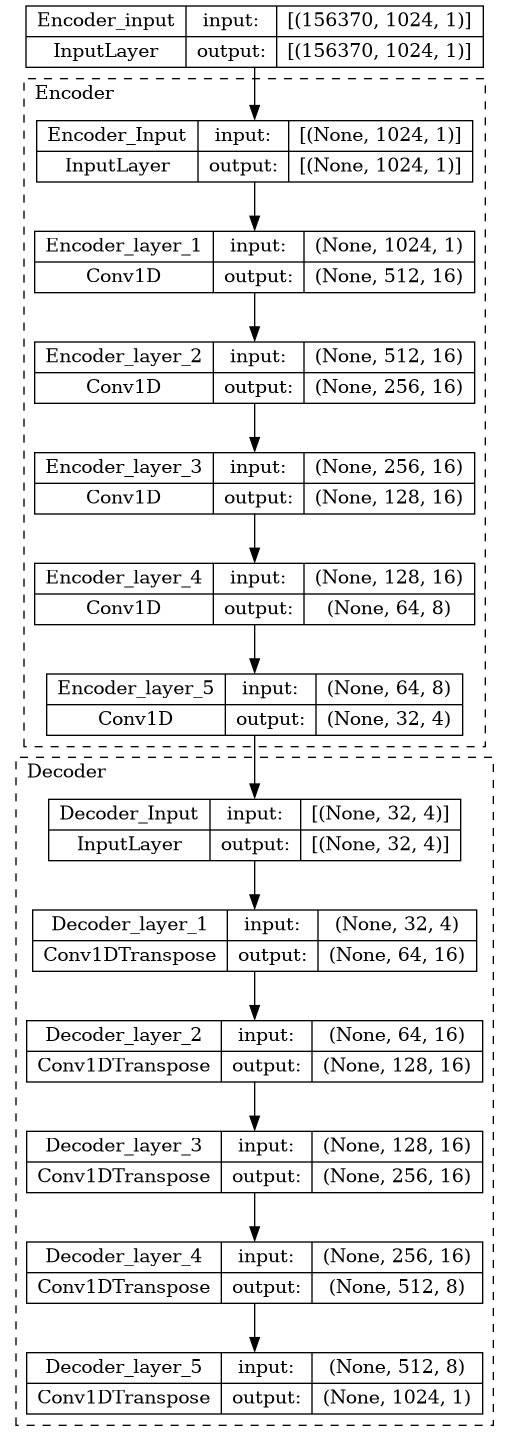 Encoder_input input: [(156370, 1024, 1)]
InputLayer output: [(156370, 1024, 1)]
Encoder
Encoder_Input input: [(None, 1024, 1)]
InputLayer output: [(None, 1024, 1)]
Encoder_layer_1 input: (None, 1024, 1)
Conv1D output: (None, 512, 16)
Encoder_layer_2 input: (None, 512, 16)
Conv1D output: (None, 256, 16)
Encoder_layer_3 input: (None, 256, 16)
Conv1D output: (None, 128, 16)
Encoder_layer_4 input: (None, 128, 16)
Conv1D output: (None, 64, 8)
Encoder_layer_5 input: (None, 64, 8)
Conv1D output: (None, 32, 4)
Decoder
Decoder_Input input: [(None, 32, 4)]
InputLayer output: [(None, 32, 4)]
Decoder_layer_1 input: (None, 32, 4)
Conv1DTranspose output: (None, 64, 16)
Decoder_layer_2 input: (None, 64, 16)
Conv1DTranspose output: (None, 128, 16)
Decoder_layer_3 input: (None, 128, 16)
Conv1DTranspose output: (None, 256, 16)
Decoder_layer_4 input: (None, 256, 16)
Conv1DTranspose output: (None, 512, 8)
Decoder_layer_5 input: (None, 512, 8)
Conv1DTranspose output: (None, 1024, 1)